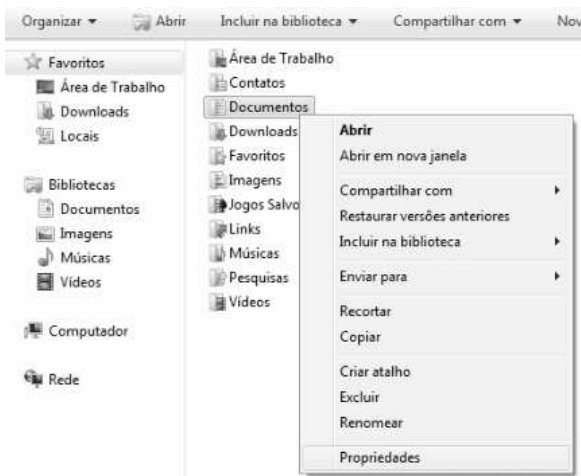 Organizar Abrir Incluir na biblioteca Compartilhar com Nov
Favoritos
Área de Trabalho
Downloads
Locais
Bibliotecas
Documentos
Imagens
Músicas
Vídeos
Computador
Rede
Área de Trabalho
Contatos
Documentos
Downloads
Favoritos
Imagens
Jogos Salvo
Links
Músicas
Pesquisas
Vídeos
Abrir
Abrir em nova janela
Compartilhar com
Restaurar versões anteriores
Incluir na biblioteca
Enviar para
Recortar
Copiar
Criar atalho
Excluir
Renomear
Propriedades